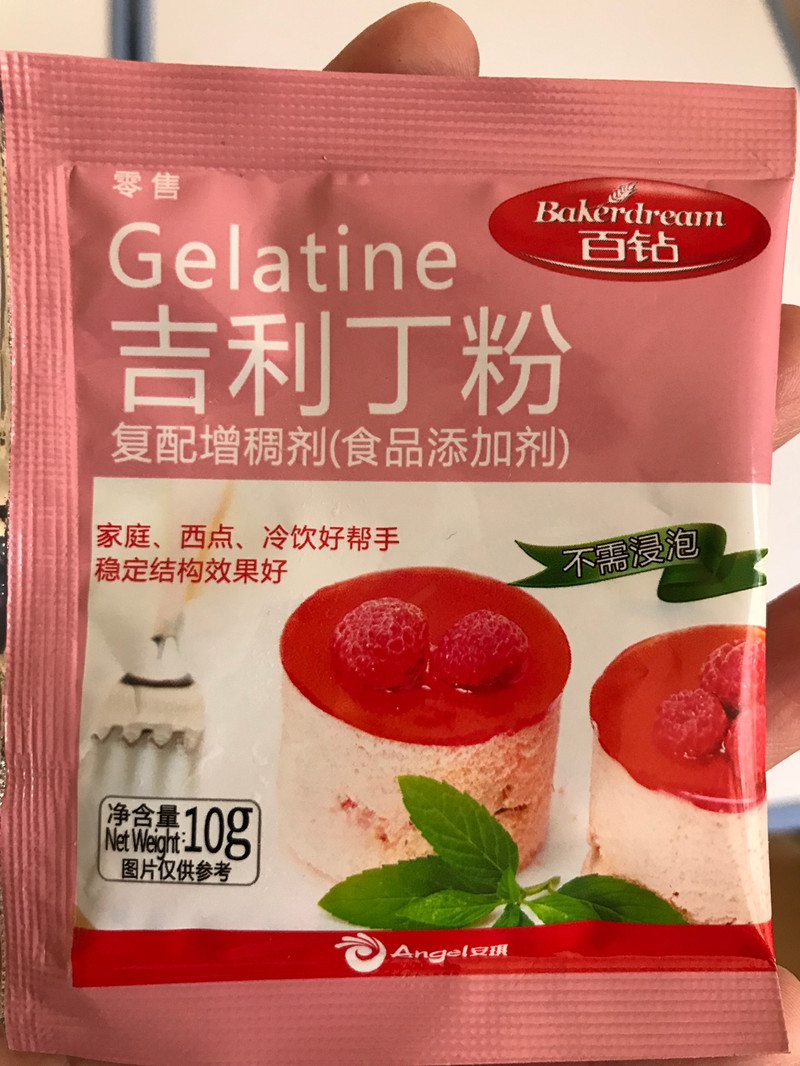 零售
Bakerdream
百钻
Gelatine
吉利丁粉
复配增稠剂(食品添加剂)
家庭、西点、冷饮好帮手
稳定结构效果好
不需浸泡
净含量
Net Weight:10g
图片仅供参考
Angel安琪